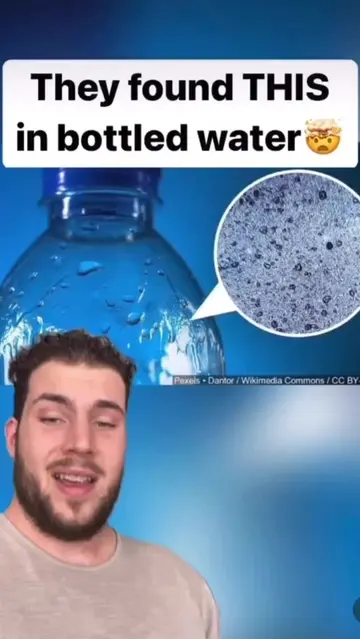 They found THIS
in bottled water🤯
Pexels • Dantor / Wikimedia Commons / CC BY-